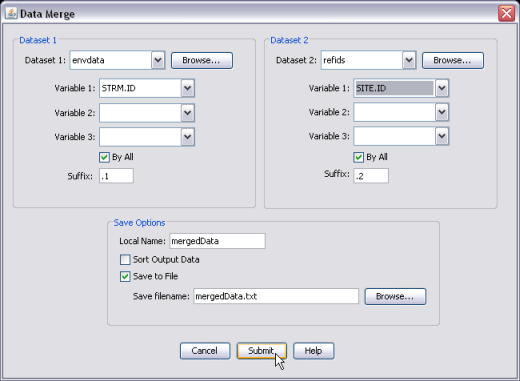 Data Merge
Dataset 1
Dataset 1: envdata Browse...
Variable 1: STRM.ID
Variable 2:
Variable 3:
By All
Suffix: .1
Dataset 2
Dataset 2: refids Browse...
Variable 1: SITE.ID
Variable 2:
Variable 3:
By All
Suffix: .2
Save Options
Local Name: mergedData
Sort Output Data
Save to File
Save filename: mergedData.txt Browse...
Cancel Submit Help